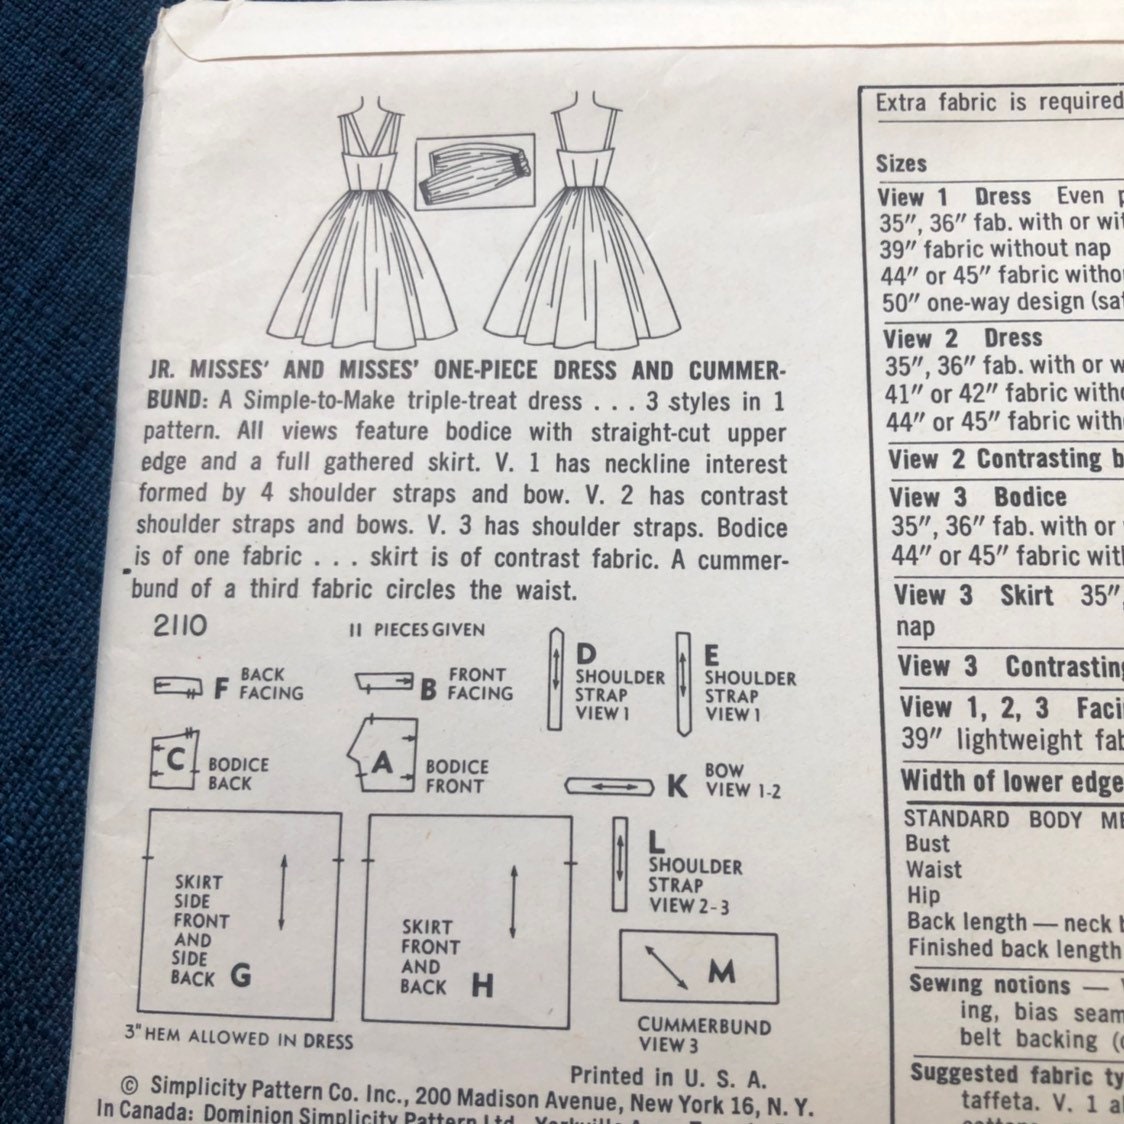 JR. MISSES' AND MISSES' ONE-PIECE DRESS AND CUMMER-
BUND: A Simple-to-Make triple-treat dress . . . 3 styles in 1
pattern. All views feature bodice with straight-cut upper
edge and a full gathered skirt. V. 1 has neckline interest
formed by 4 shoulder straps and bow. V. 2 has contrast
shoulder straps and bows. V. 3 has shoulder straps. Bodice
is of one fabric . . . skirt is of contrast fabric. A cummer-
bund of a third fabric circles the waist.
2110
11 PIECES GIVEN
F BACK
FACING
B FRONT
FACING
D
SHOULDER
STRAP
VIEW 1
E
SHOULDER
STRAP
VIEW 1
C BODICE
BACK
A BODICE
FRONT
K BOW
VIEW 1-2
SKIRT
SIDE
FRONT
AND
SIDE
BACK G
SKIRT
FRONT
AND
BACK H
L
SHOULDER
STRAP
VIEW 2-3
M
CUMMERBUND
VIEW 3
3" HEM ALLOWED IN DRESS
Printed in U. S. A.
© Simplicity Pattern Co. Inc., 200 Madison Avenue, New York 16, N. Y.
In Canada: Dominion Simplicity Pattern Ltd.
Extra fabric is required
Sizes
View 1 Dress Even
35", 36" fab. with or
39" fabric without nap
44" or 45" fabric
50" one-way design
View 2 Dress
35", 36" fab. with or
41" or 42" fabric
44" or 45" fabric
View 2 Contrasting
View 3 Bodice
35", 36" fab. with or
44" or 45" fabric
View 3 Skirt 35",
nap
View 3 Contrasting
View 1, 2, 3
39" lightweight
Width of lower edge
STANDARD BODY
Bust
Waist
Hip
Back length — neck
Finished back length
Sewing notions —
ing, bias seam
belt backing
Suggested fabric
taffeta. V. 1